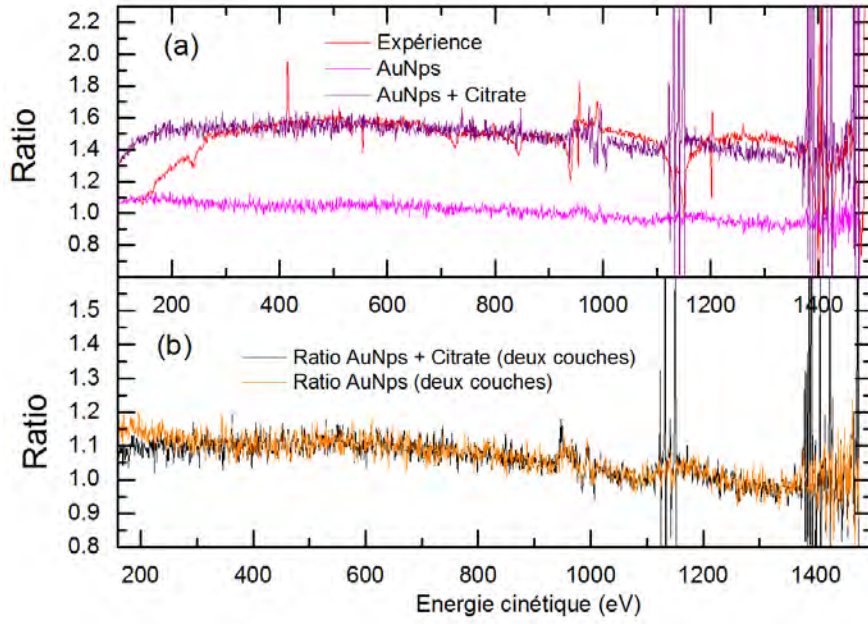 (a)
Expérience
AuNps
AuNps + Citrate
Ratio
2.2
2.0
1.8
1.6
1.4
1.2
1.0
0.8
200 400 600 800 1000 1200 1400
(b)
Ratio AuNps + Citrate (deux couches)
Ratio AuNps (deux couches)
Ratio
1.5
1.4
1.3
1.2
1.1
1.0
0.9
0.8
200 400 600 800 1000 1200 1400
Energie cinétique (eV)